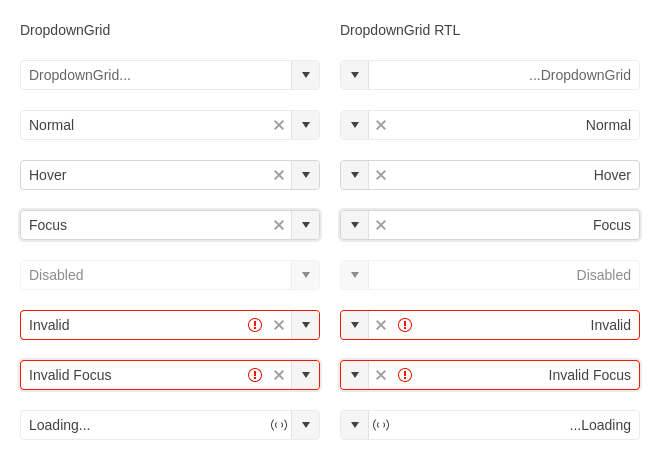 DropdownGrid
DropdownGrid RTL
DropdownGrid...
...DropdownGrid
Normal
Normal
Hover
Hover
Focus
Focus
Disabled
Disabled
Invalid
Invalid
Invalid Focus
Invalid Focus
Loading...
...Loading